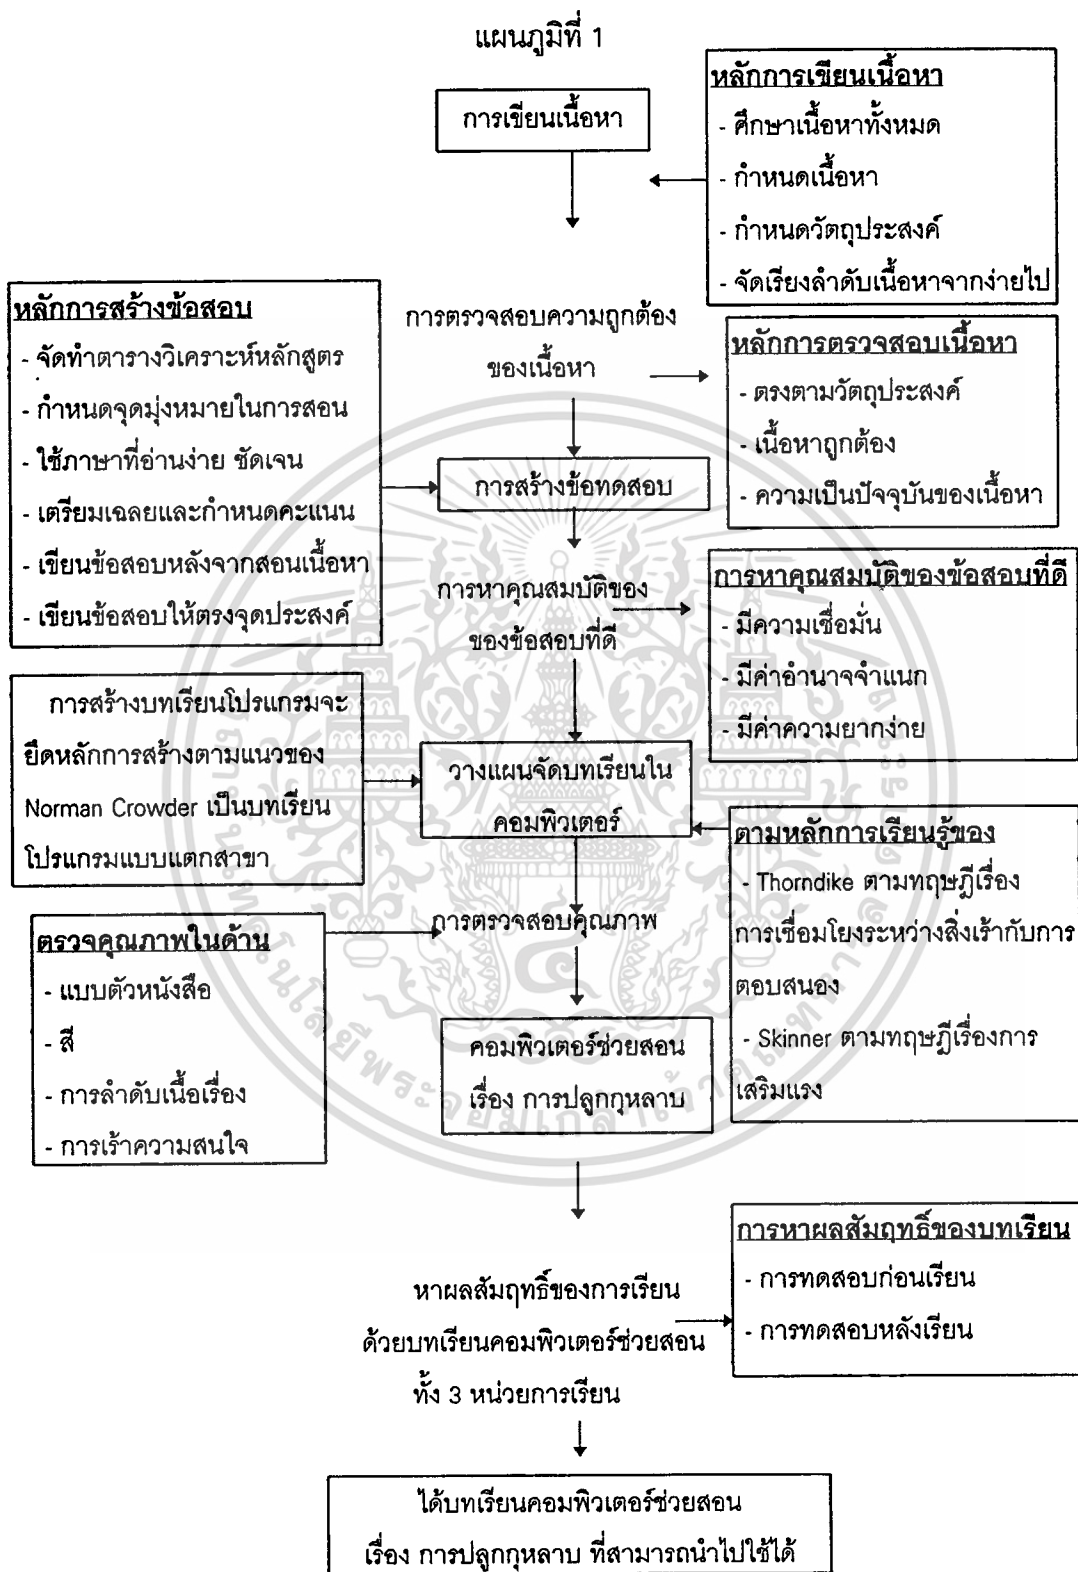 แผนภูมิที่ 1
การเขียนเนื้อหา
หลักการเขียนเนื้อหา
- ศึกษาเนื้อหาทั้งหมด
- กำหนดเนื้อหา
- กำหนดวัตถุประสงค์
- จัดเรียงลำดับเนื้อหาจากง่ายไป
การตรวจสอบความถูกต้อง
ของเนื้อหา
หลักการตรวจสอบเนื้อหา
- ตรงตามวัตถุประสงค์
- เนื้อหาถูกต้อง
- ความเป็นปัจจุบันของเนื้อหา
หลักการสร้างข้อสอบ
- จัดทำตารางวิเคราะห์หลักสูตร
- กำหนดจุดมุ่งหมายในการสอน
- ใช้ภาษาที่อ่านง่าย ชัดเจน
- เตรียมเฉลยและกำหนดคะแนน
- เขียนข้อสอบหลังจากสอนเนื้อหา
- เขียนข้อสอบให้ตรงจุดประสงค์
การสร้างข้อทดสอบ
การหาคุณสมบัติของ
ของข้อสอบที่ดี
การหาคุณสมบัติของข้อสอบที่ดี
- มีความเชื่อมั่น
- มีค่าอำนาจจำแนก
- มีค่าความยากง่าย
การสร้างบทเรียนโปรแกรมจะ
ยึดหลักการสร้างตามแนวของ
Norman Crowder เป็นบทเรียน
โปรแกรมแบบแตกสาขา
วางแผนจัดบทเรียนใน
คอมพิวเตอร์
ตามหลักการเรียนรู้ของ
- Thorndike ตามทฤษฎีเรื่อง
การเชื่อมโยงระหว่างสิ่งเร้ากับการ
ตอบสนอง
- Skinner ตามทฤษฎีเรื่องการ
เสริมแรง
การตรวจสอบคุณภาพ
ตรวจคุณภาพในด้าน
- แบบตัวหนังสือ
- สี
- การลำดับเนื้อเรื่อง
- การเร้าความสนใจ
คอมพิวเตอร์ช่วยสอน
เรื่อง การปลูกกุหลาบ
หาผลสัมฤทธิ์ของการเรียน
ด้วยบทเรียนคอมพิวเตอร์ช่วยสอน
ทั้ง 3 หน่วยการเรียน
การหาผลสัมฤทธิ์ของบทเรียน
- การทดสอบก่อนเรียน
- การทดสอบหลังเรียน
ได้บทเรียนคอมพิวเตอร์ช่วยสอน
เรื่อง การปลูกกุหลาบ ที่สามารถนำไปใช้ได้